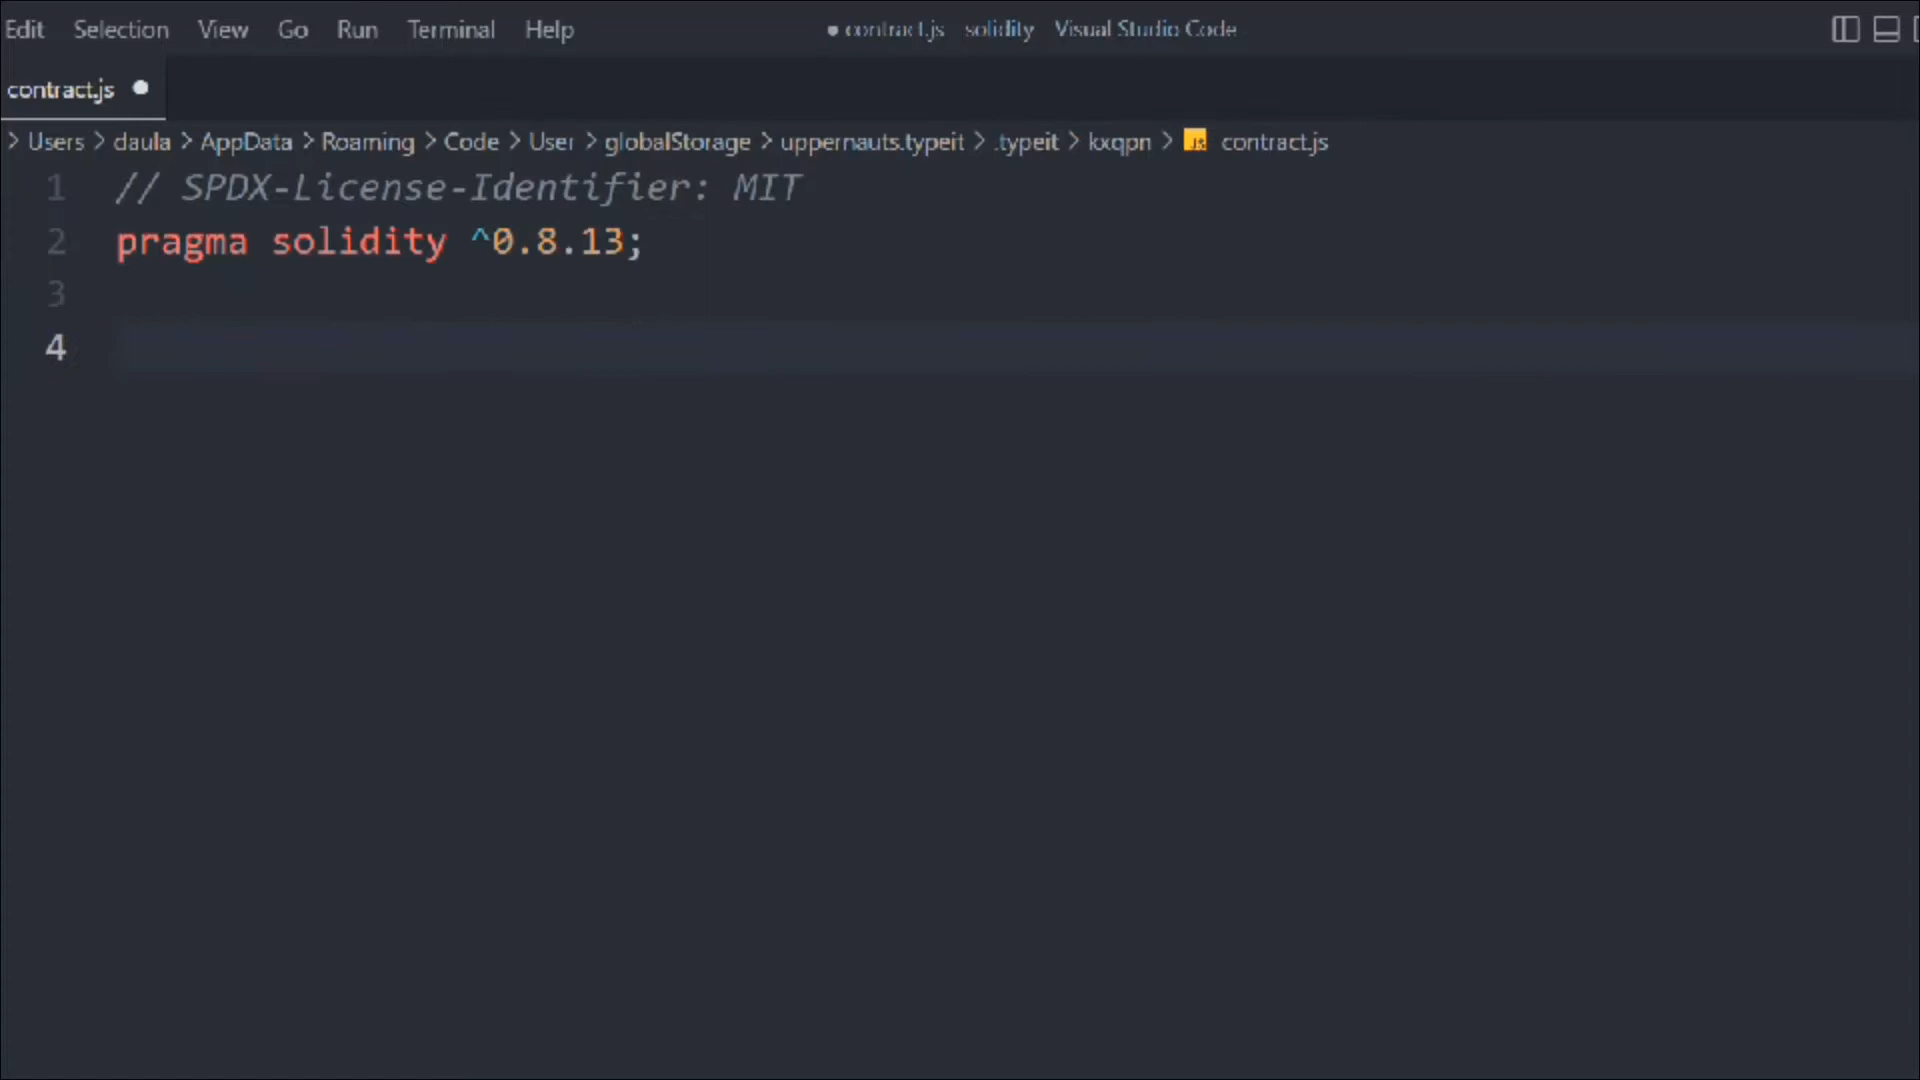 Edit Selection View Go Run Terminal Help ● contract.js solidity Visual Studio Code
contract.js ●
> Users > daula > AppData > Roaming > Code > User > globalStorage > uppernauts.typeit > .typeit > kxqpn > JS contract.js
1 // SPDX-License-Identifier: MIT
2 pragma solidity ^0.8.13;
3
4